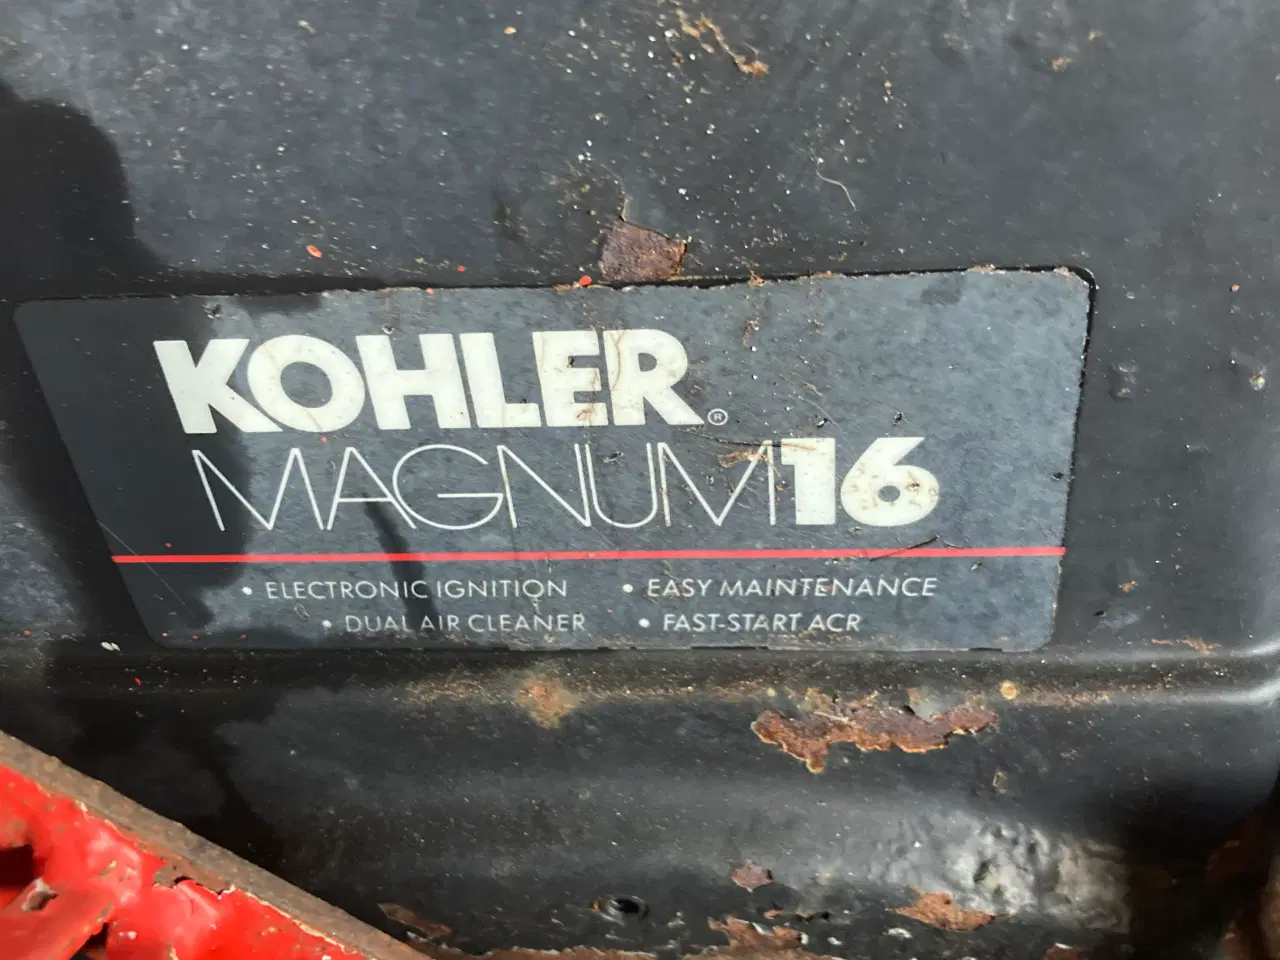 KOHLER®
MAGNUM16
• ELECTRONIC IGNITION • EASY MAINTENANCE
• DUAL AIR CLEANER • FAST-START ACR